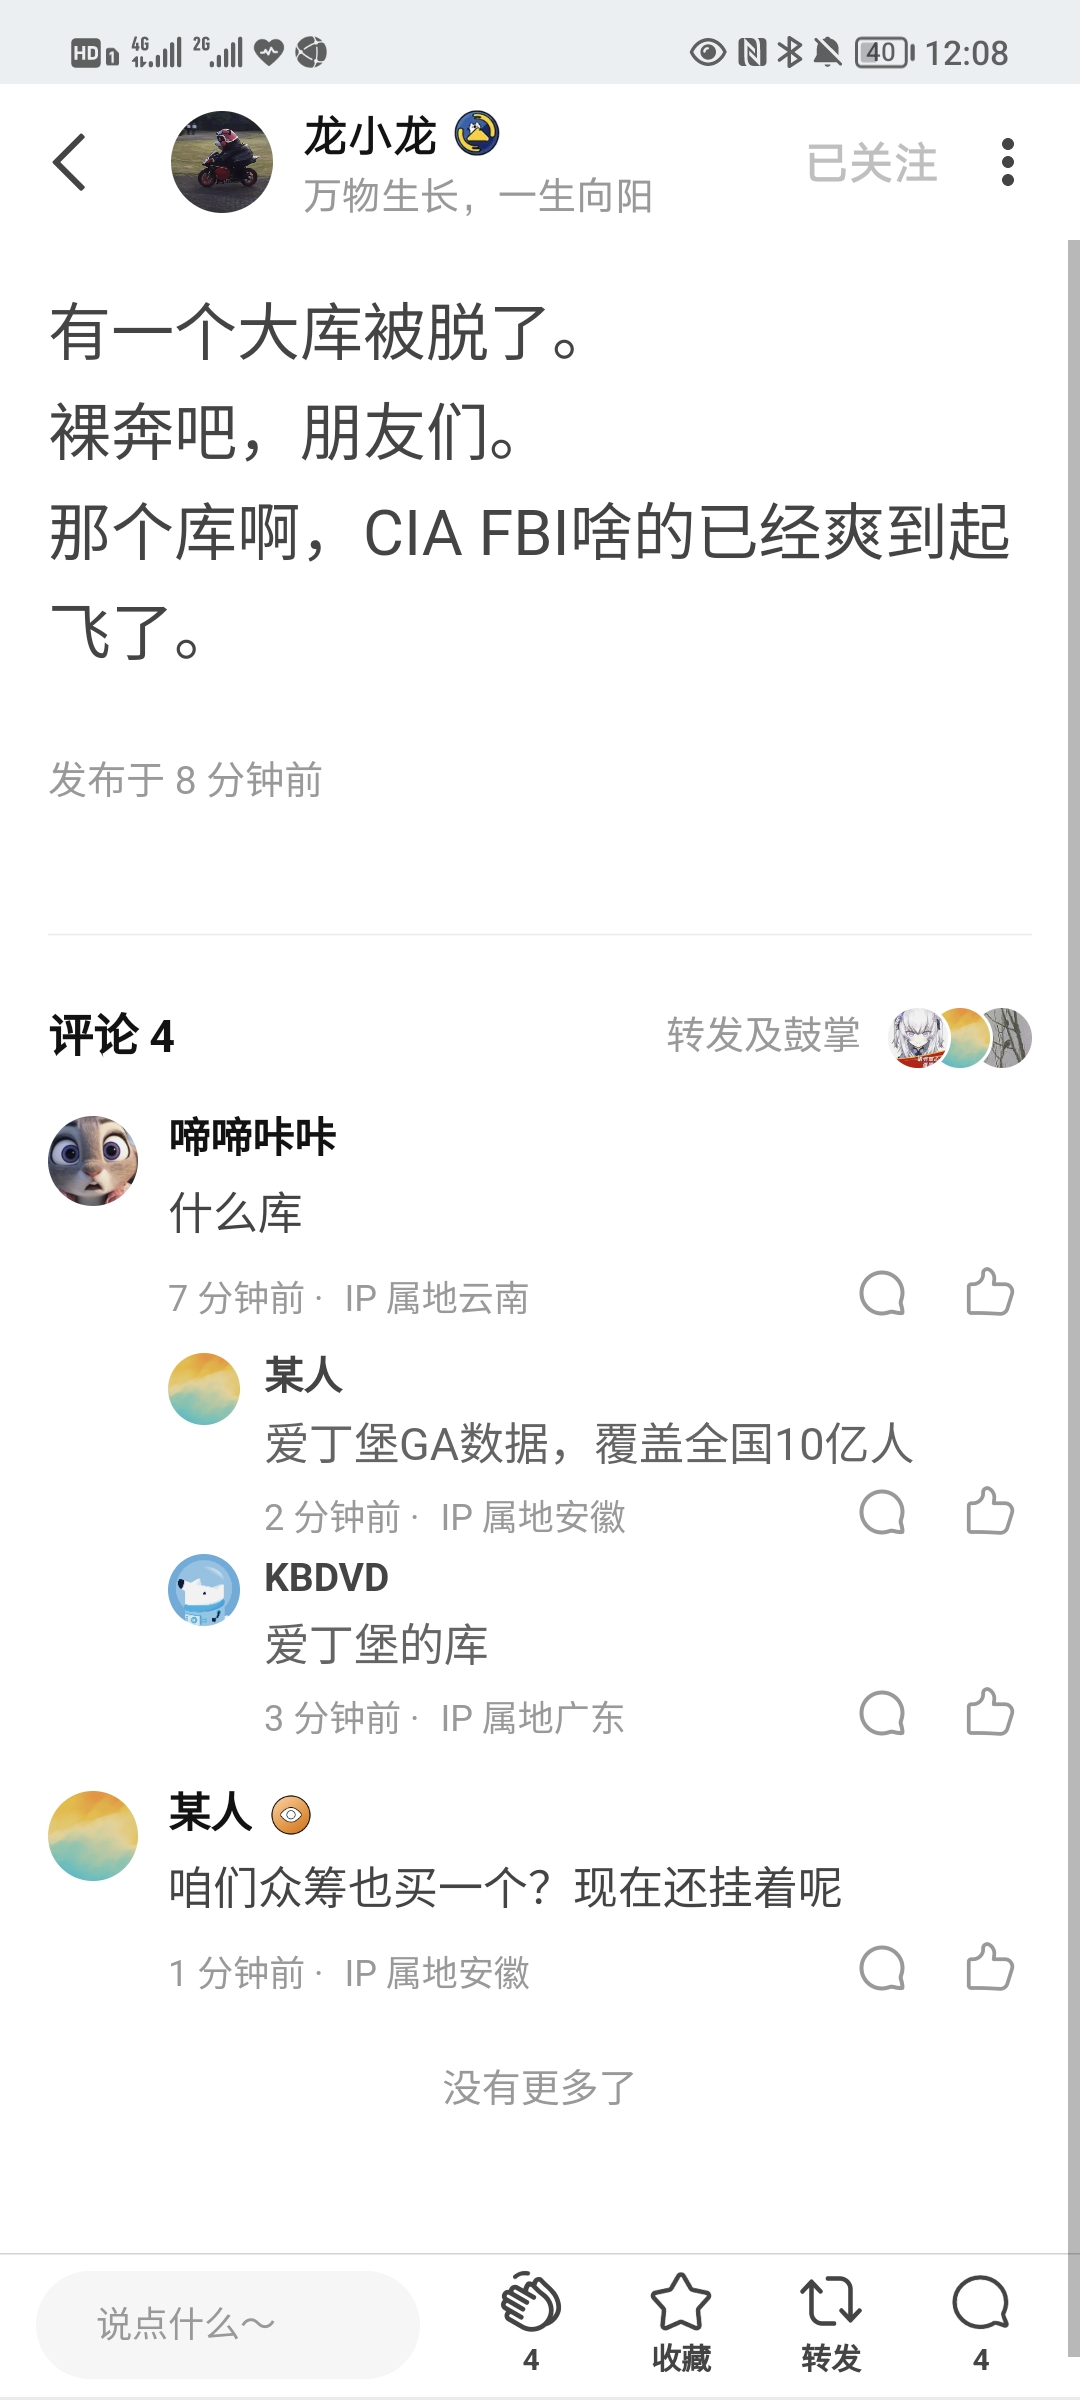 HD 1 4G 2G 40 12:08
龙小龙
万物生长，一生向阳
已关注
有一个大库被脱了。
裸奔吧，朋友们。
那个库啊，CIA FBI啥的已经爽到起
飞了。
发布于 8 分钟前
评论 4
转发及鼓掌
啼啼咔咔
什么库
7 分钟前 · IP 属地云南
某人
爱丁堡GA数据，覆盖全国10亿人
2 分钟前 · IP 属地安徽
KBDVD
爱丁堡的库
3 分钟前 · IP 属地广东
某人
咱们众筹也买一个？现在还挂着呢
1 分钟前 · IP 属地安徽
没有更多了
说点什么～
4
收藏
转发
4